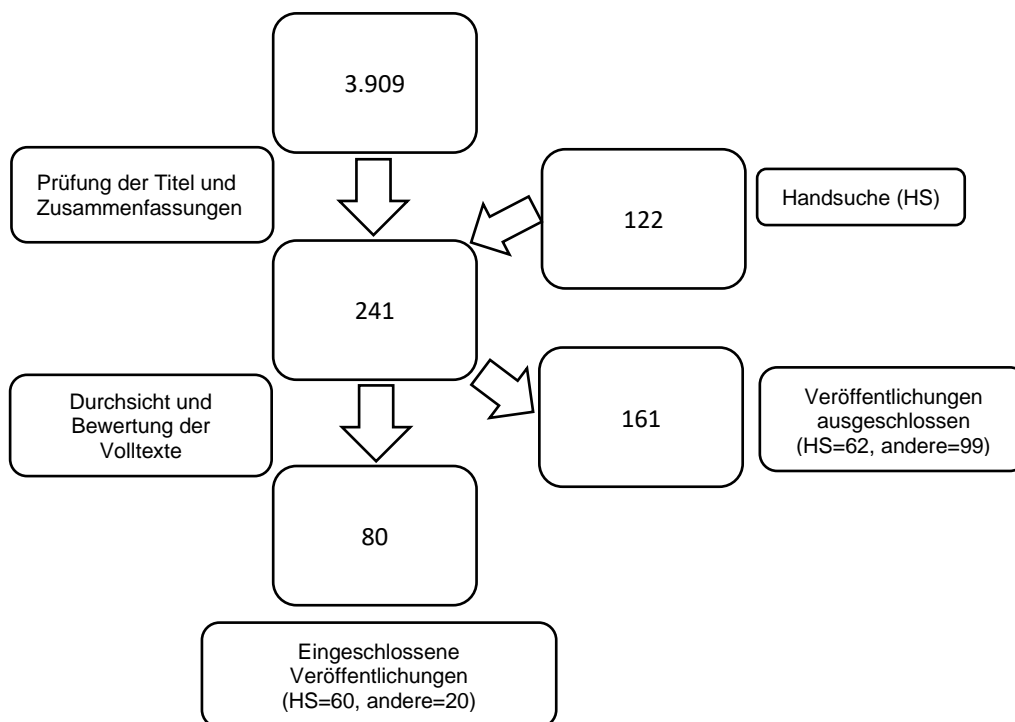 3.909
Prüfung der Titel und
Zusammenfassungen
122
Handsuche (HS)
241
Durchsicht und
Bewertung der
Volltexte
161
Veröffentlichungen
ausgeschlossen
(HS=62, andere=99)
80
Eingeschlossene
Veröffentlichungen
(HS=60, andere=20)